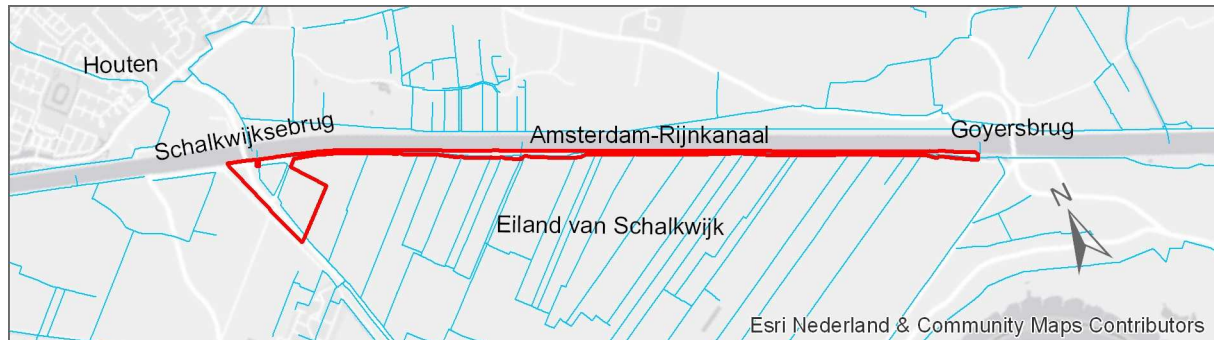 Houten
Schalkwijksebrug
Amsterdam-Rijnkanaal
Goyersbrug
N
Eiland van Schalkwijk
Esri Nederland & Community Maps Contributors